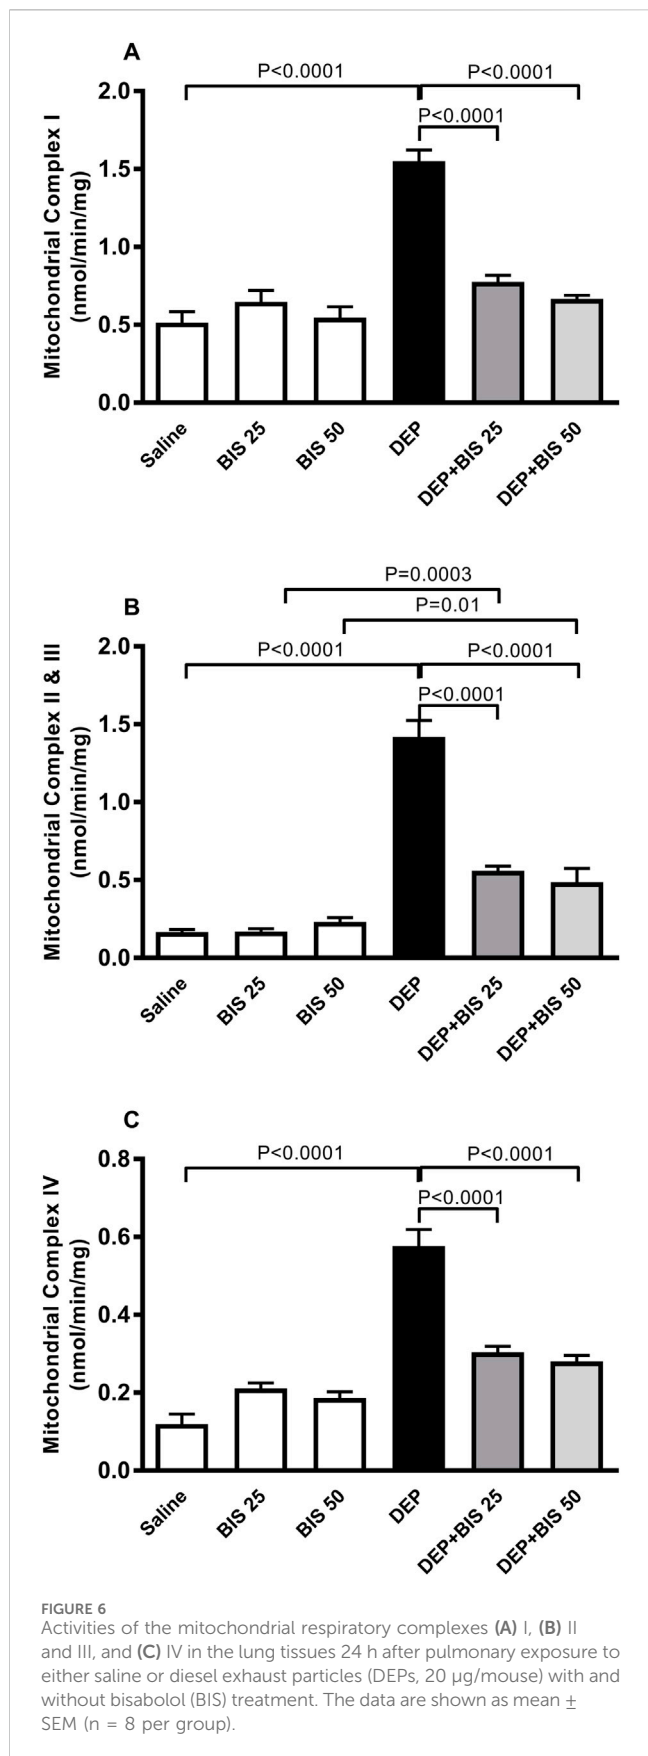 A
P<0.0001
P<0.0001
P<0.0001
Mitochondrial Complex I
(nmol/min/mg)
2.0
1.5
1.0
0.5
0.0
Saline
BIS 25
BIS 50
DEP
DEP+BIS 25
DEP+BIS 50
P=0.0003
B
P=0.01
P<0.0001
P<0.0001
P<0.0001
Mitochondrial Complex II & III
(nmol/min/mg)
2.0
1.5
1.0
0.5
0.0
Saline
BIS 25
BIS 50
DEP
DEP+BIS 25
DEP+BIS 50
C
P<0.0001
P<0.0001
P<0.0001
Mitochondrial Complex IV
(nmol/min/mg)
0.8
0.6
0.4
0.2
0.0
Saline
BIS 25
BIS 50
DEP
DEP+BIS 25
DEP+BIS 50
FIGURE 6
Activities of the mitochondrial respiratory complexes (A) I, (B) II
and III, and (C) IV in the lung tissues 24 h after pulmonary exposure to
either saline or diesel exhaust particles (DEPs, 20 µg/mouse) with and
without bisabolol (BIS) treatment. The data are shown as mean ±
SEM (n = 8 per group).